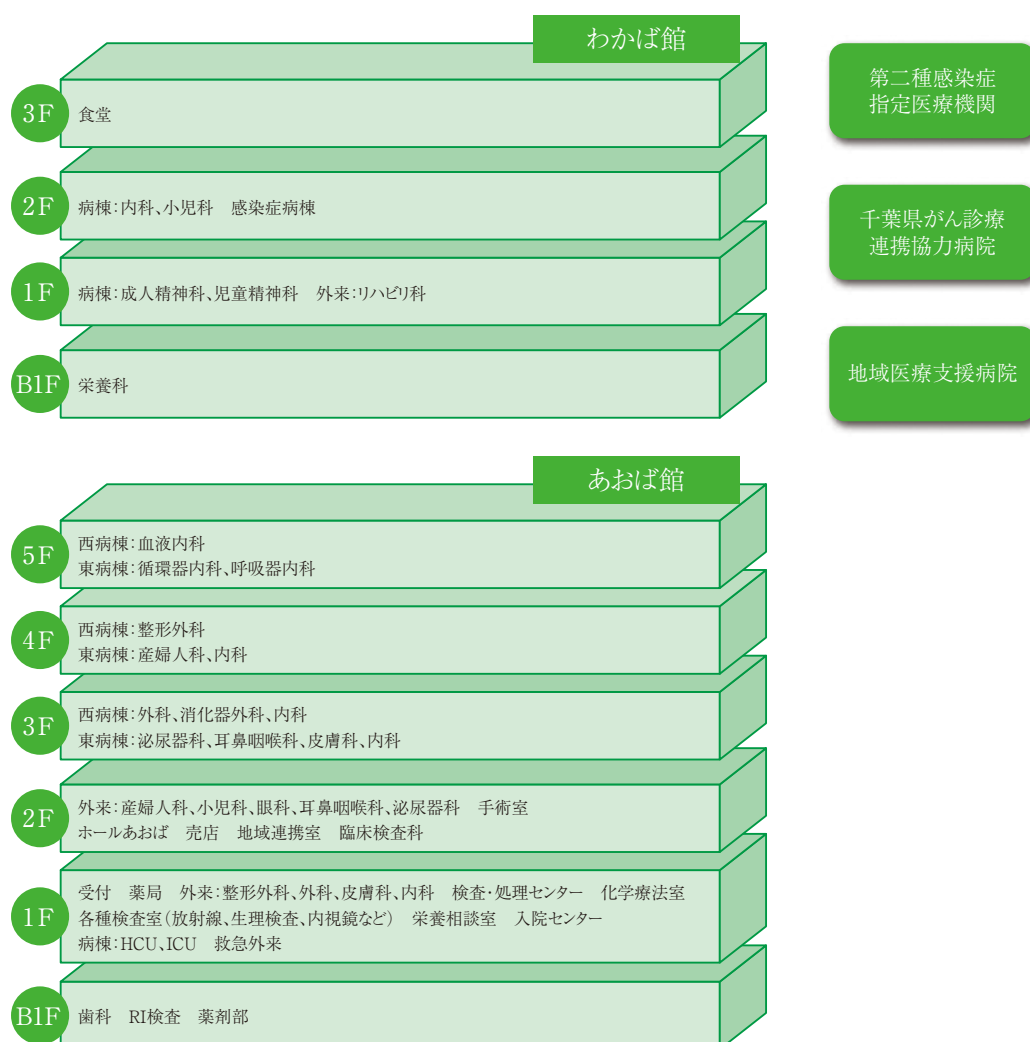 わかば館
3F
食堂
2F
病棟：内科、小児科　感染症病棟
1F
病棟：成人精神科、児童精神科　外来：リハビリ科
B1F
栄養科
第二種感染症
指定医療機関
千葉県がん診療
連携協力病院
地域医療支援病院
あおば館
5F
西病棟：血液内科
東病棟：循環器内科、呼吸器内科
4F
西病棟：整形外科
東病棟：産婦人科、内科
3F
西病棟：外科、消化器外科、内科
東病棟：泌尿器科、耳鼻咽喉科、皮膚科、内科
2F
外来：産婦人科、小児科、眼科、耳鼻咽喉科、泌尿器科　手術室
ホールあおば　売店　地域連携室　臨床検査科
1F
受付　薬局　外来：整形外科、外科、皮膚科、内科　検査・処理センター　化学療法室
各種検査室（放射線、生理検査、内視鏡など）　栄養相談室　入院センター
病棟：HCU、ICU　救急外来
B1F
歯科　RI検査　薬剤部